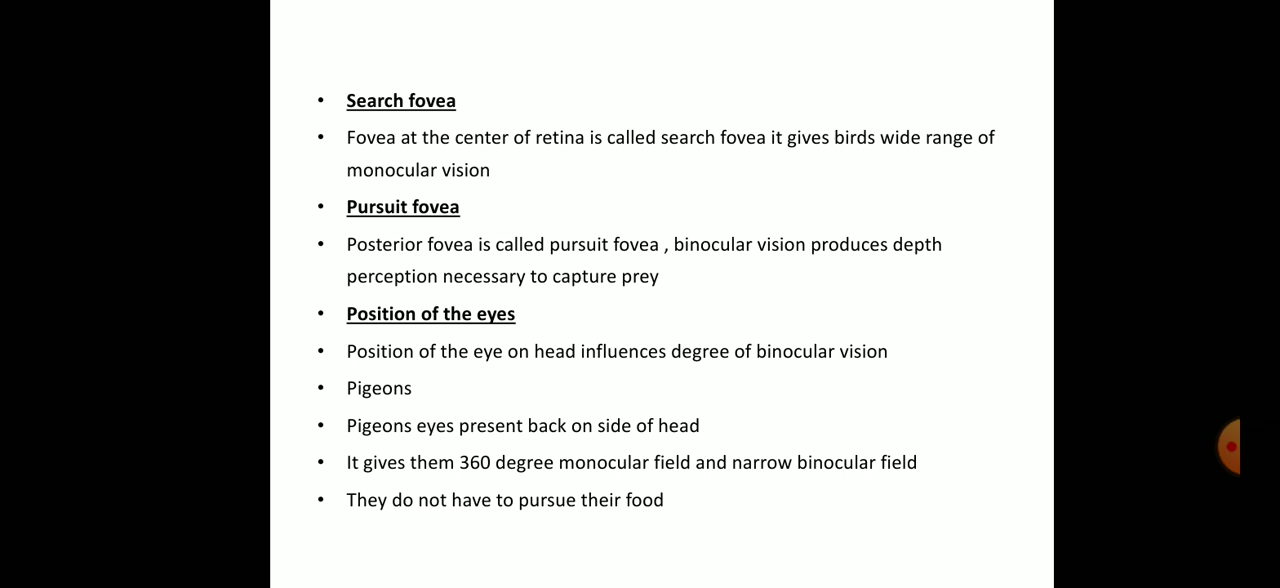 • Search fovea
• Fovea at the center of retina is called search fovea it gives birds wide range of
monocular vision
• Pursuit fovea
• Posterior fovea is called pursuit fovea , binocular vision produces depth
perception necessary to capture prey
• Position of the eyes
• Position of the eye on head influences degree of binocular vision
• Pigeons
• Pigeons eyes present back on side of head
• It gives them 360 degree monocular field and narrow binocular field
• They do not have to pursue their food